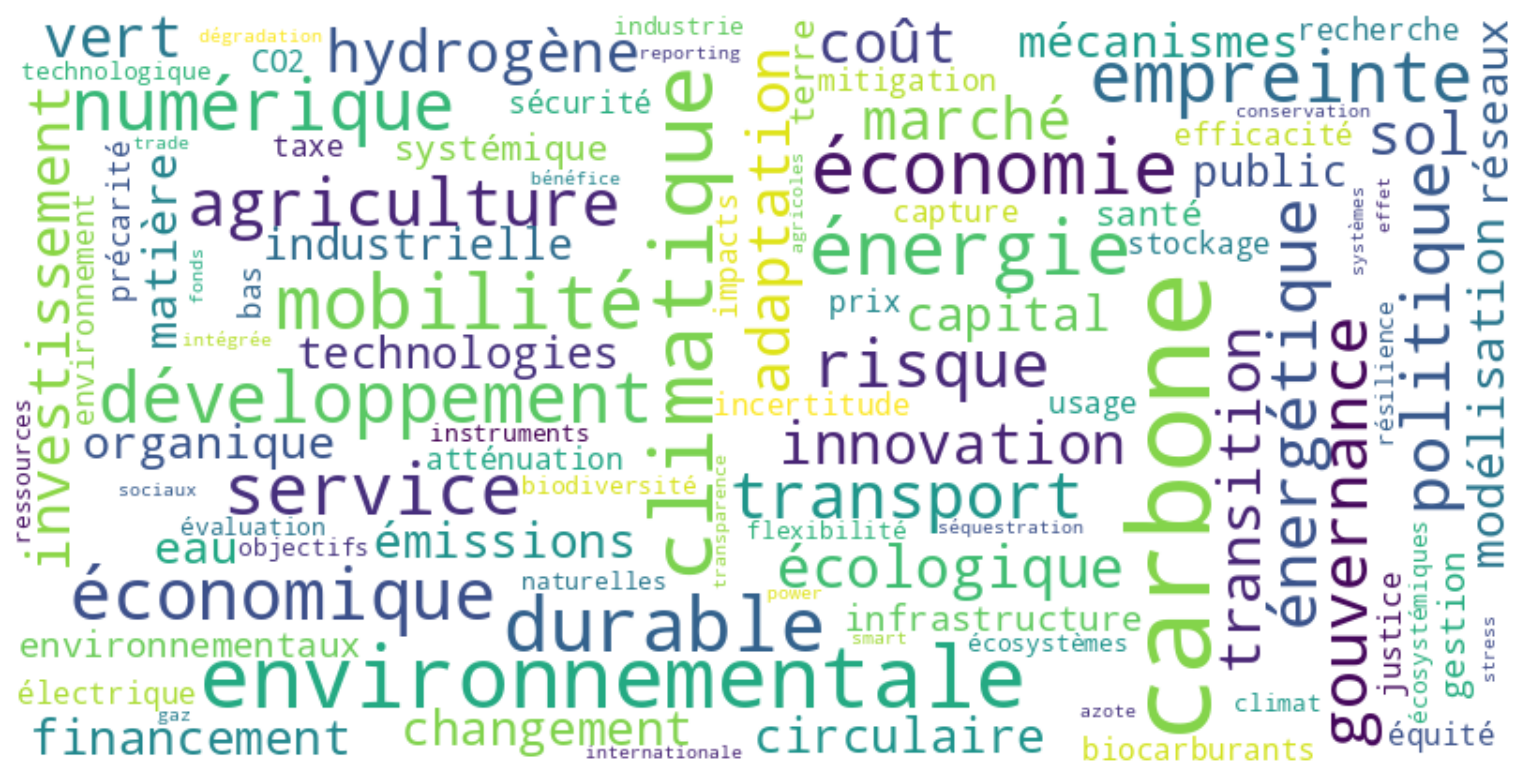 vert
dégradation
hydrogène
industrie
reporting
technologique
CO2
coût
mécanismes
recherche
numérique
sécurité
mitigation
empreinte
terre
réseaux
investissement
climatique
adaptation
marché
conservation
efficacité
sol
précarité
trade
taxe
systémique
bénéfice
matière
économie
public
agriculture
agricoles
capture
santé
systèmes
effet
environnement
industrielle
impacts
énergie
stockage
énergétique
politique
fonds
bas
mobilité
prix
capital
carbone
modélisation
intégrée
technologies
risque
transition
gouvernance
résilience
développement
incertitude
usage
ressources
organique
instruments
atténuation
innovation
sociaux
service
biodiversité
transparence
transport
évaluation
eau
objectifs
émissions
flexibilité
séquestration
économique
naturelles
écologique
power
durable
infrastructure
smart
écosystèmes
justice
écosystémiques
gestion
stress
environnementaux
environnementale
électrique
gaz
financement
changement
internationale
circulaire
azote
climat
biocarburants
équité